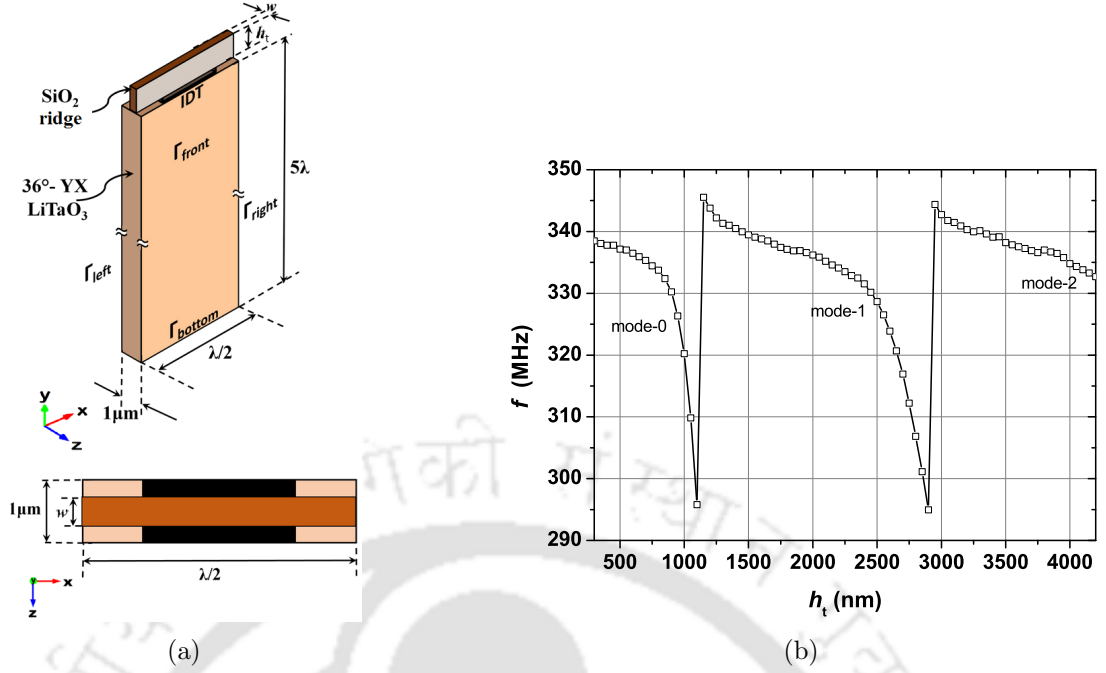 w
hₜ
SiO₂
ridge
IDT
Γfront
5λ
36°- YX
LiTaO₃
Γright
Γleft
Γbottom
λ/2
1μm
y
x
z
1μm
w
λ/2
y
x
z
(a)
350
340
330
320
310
300
290
f (MHz)
mode-0
mode-1
mode-2
500 1000 1500 2000 2500 3000 3500 4000
hₜ (nm)
(b)